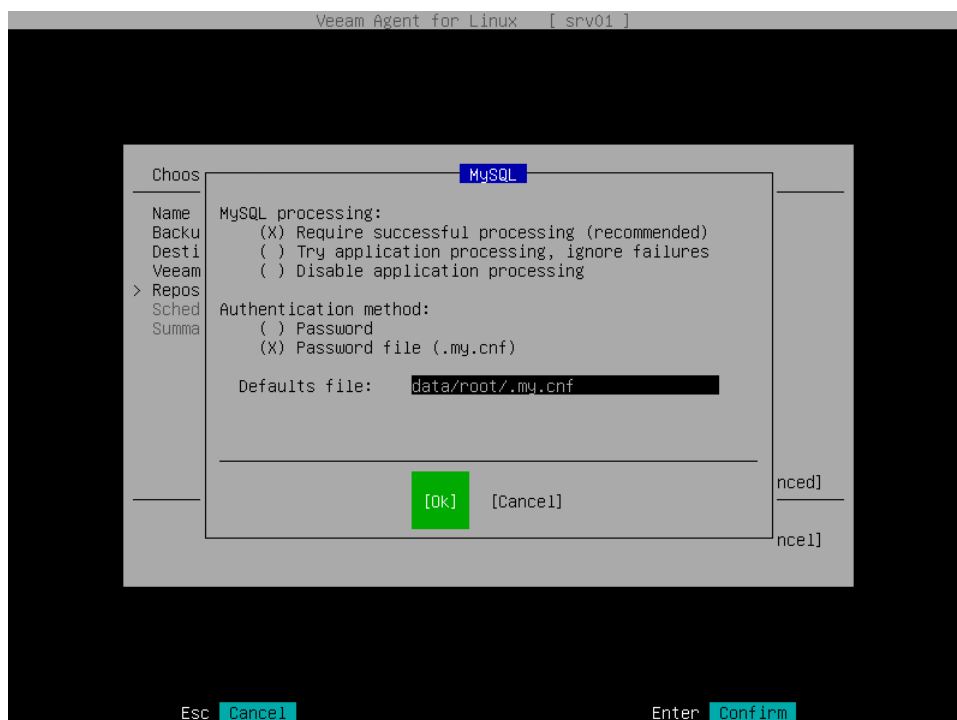 Veeam Agent for Linux [ srv01 ]
Choos
MySQL
Name
Backu
Desti
Veeam
> Repos
Sched
Summa
MySQL processing:
(X) Require successful processing (recommended)
( ) Try application processing, ignore failures
( ) Disable application processing
Authentication method:
( ) Password
(X) Password file (.my.cnf)
Defaults file: data/root/.my.cnf
nced]
[Ok] [Cancel]
ncel]
Esc Cancel
Enter Confirm